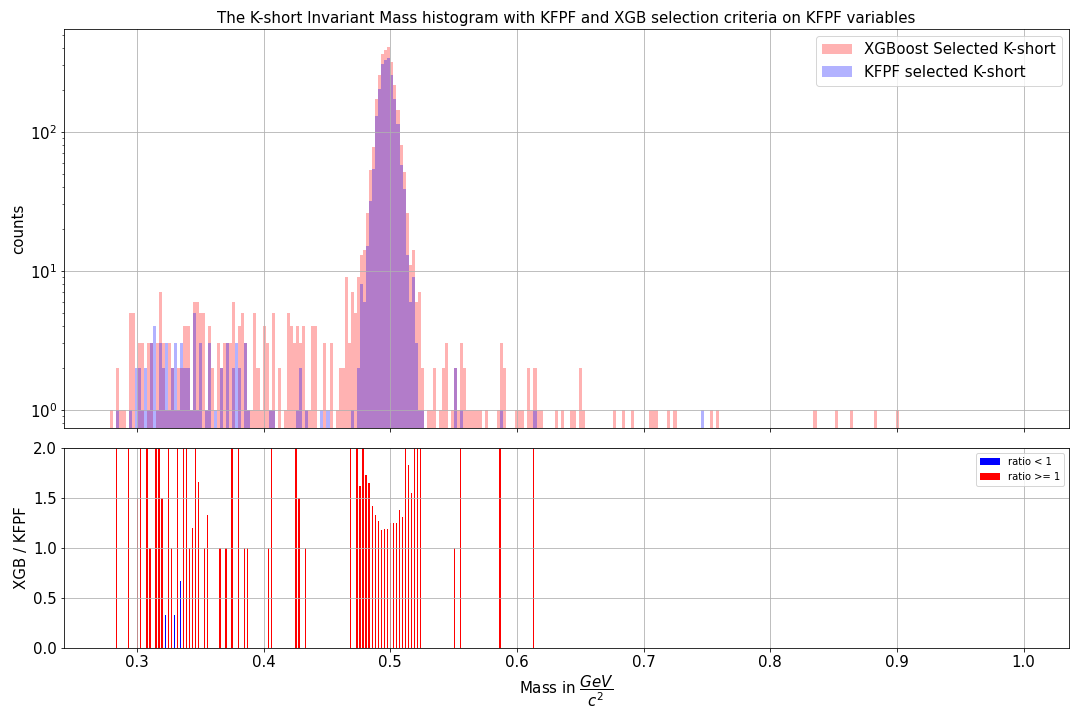 The K-short Invariant Mass histogram with KFPF and XGB selection criteria on KFPF variables
XGBoost Selected K-short
KFPF selected K-short
10²
10¹
10⁰
counts
ratio < 1
ratio >= 1
2.0
1.5
1.0
0.5
0.0
XGB / KFPF
0.3 0.4 0.5 0.6 0.7 0.8 0.9 1.0
Mass in GeV/c²